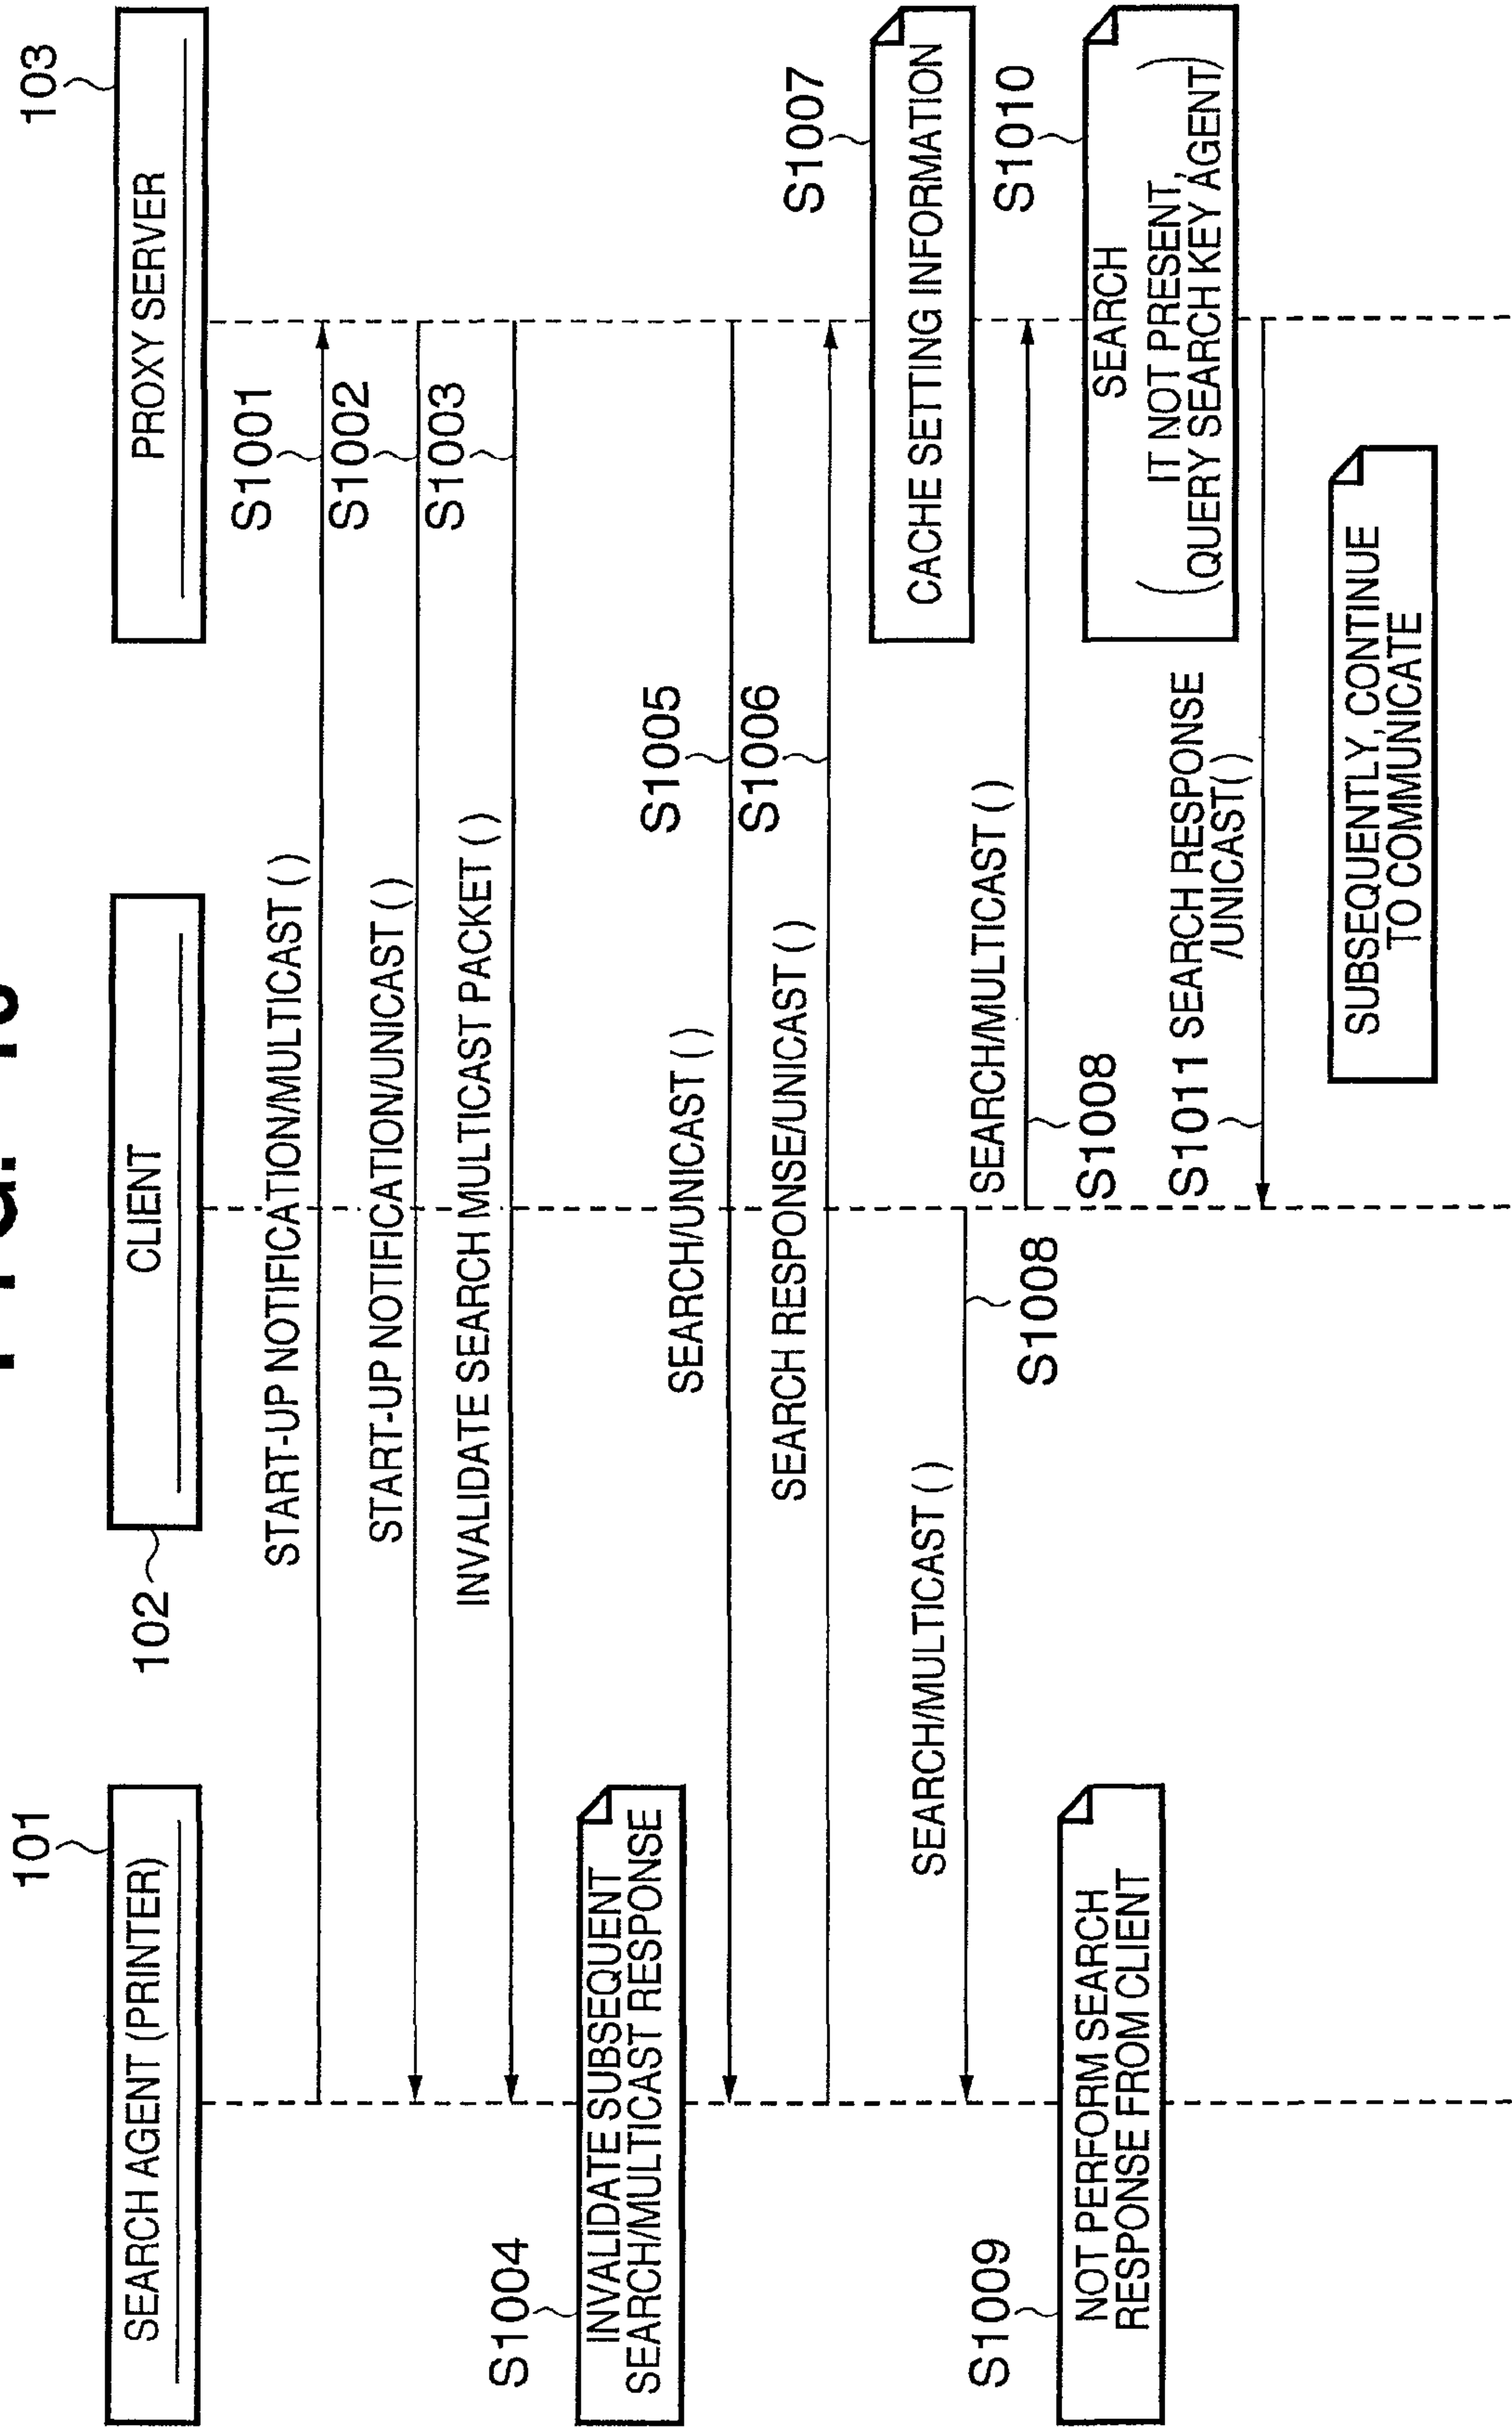 FIG. 10
101
SEARCH AGENT (PRINTER)
102
CLIENT
103
PROXY SERVER
START-UP NOTIFICATION/MULTICAST ( )
S1001
START-UP NOTIFICATION/UNICAST ( )
S1002
INVALIDATE SEARCH MULTICAST PACKET ( )
S1003
S1004
INVALIDATE SUBSEQUENT
SEARCH/MULTICAST RESPONSE
SEARCH/UNICAST ( )
S1005
SEARCH RESPONSE/UNICAST ( )
S1006
S1007
CACHE SETTING INFORMATION
SEARCH/MULTICAST ( )
S1008
SEARCH/MULTICAST ( )
S1008
S1009
NOT PERFORM SEARCH
RESPONSE FROM CLIENT
S1010
SEARCH
(IT NOT PRESENT,
QUERY SEARCH KEY AGENT)
S1011 SEARCH RESPONSE
/UNICAST( )
SUBSEQUENTLY, CONTINUE
TO COMMUNICATE